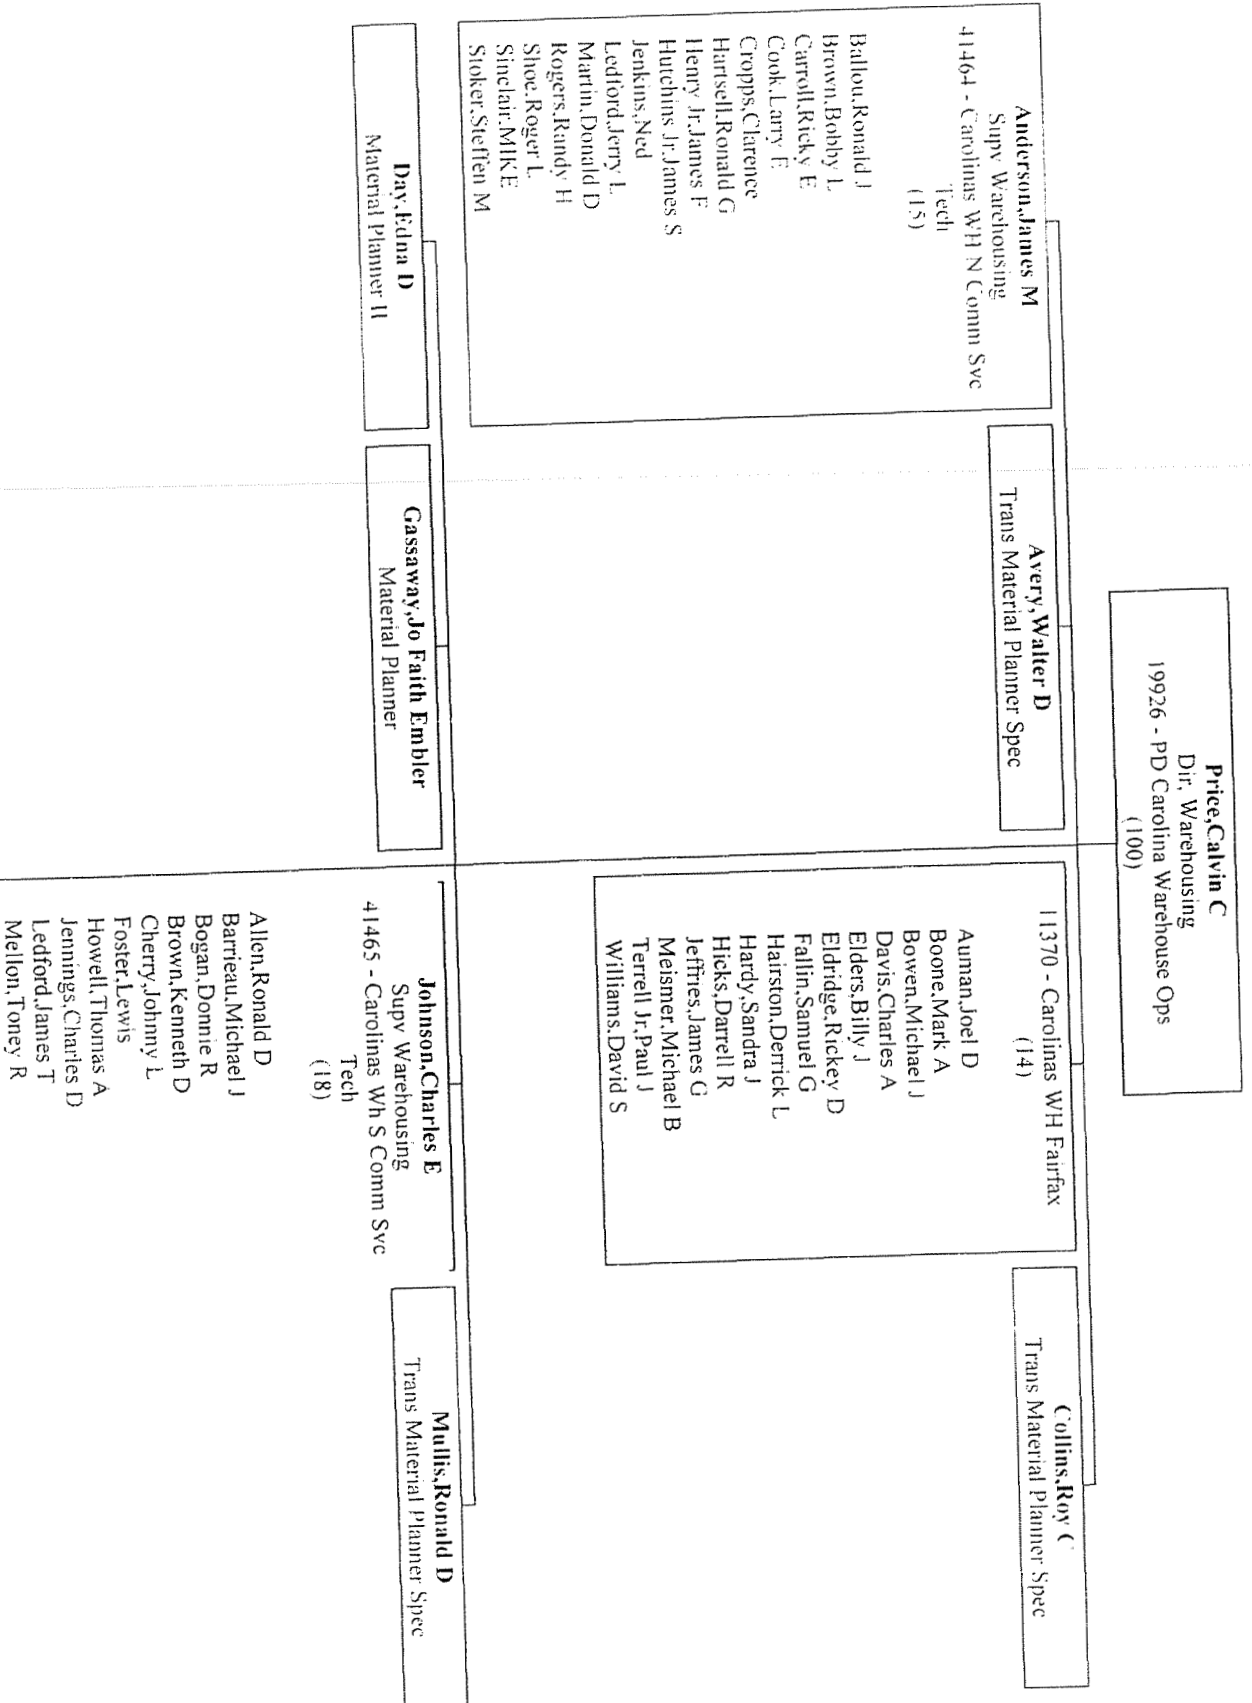 Price,Calvin C
Dir, Warehousing
19926 - PD Carolina Warehouse Ops
(100)
Anderson,James M
Supv Warehousing
41464 - Carolinas WH N Comm Svc
Tech
(15)
Ballou,Ronald J
Brown,Bobby L
Carroll,Ricky E
Cook,Larry E
Cropps,Clarence
Hartsell,Ronald G
Henry Jr,James F
Hutchins Jr,James S
Jenkins,Ned
Ledford,Jerry L
Martin,Donald D
Rogers,Randy H
Shoe,Roger L
Sinclair,MIKE
Stoker,Steffen M
Avery,Walter D
Trans Material Planner Spec
11370 - Carolinas WH Fairfax
(14)
Auman,Joel D
Boone,Mark A
Bowen,Michael J
Davis,Charles A
Elders,Billy J
Eldridge,Rickey D
Fallin,Samuel G
Hairston,Derrick L
Hardy,Sandra J
Hicks,Darrell R
Jeffries,James G
Meismer,Michael B
Terrell Jr,Paul J
Williams,David S
Collins,Roy C
Trans Material Planner Spec
Day,Edna D
Material Planner II
Gassaway,Jo Faith Embler
Material Planner
Johnson,Charles E
Supv Warehousing
41465 - Carolinas Wh S Comm Svc
Tech
(18)
Allen,Ronald D
Barrieau,Michael J
Bogan,Donnie R
Brown,Kenneth D
Cherry,Johnny L
Foster,Lewis
Howell,Thomas A
Jennings,Charles D
Ledford,James T
Mellon,Toney R
Mullis,Ronald D
Trans Material Planner Spec